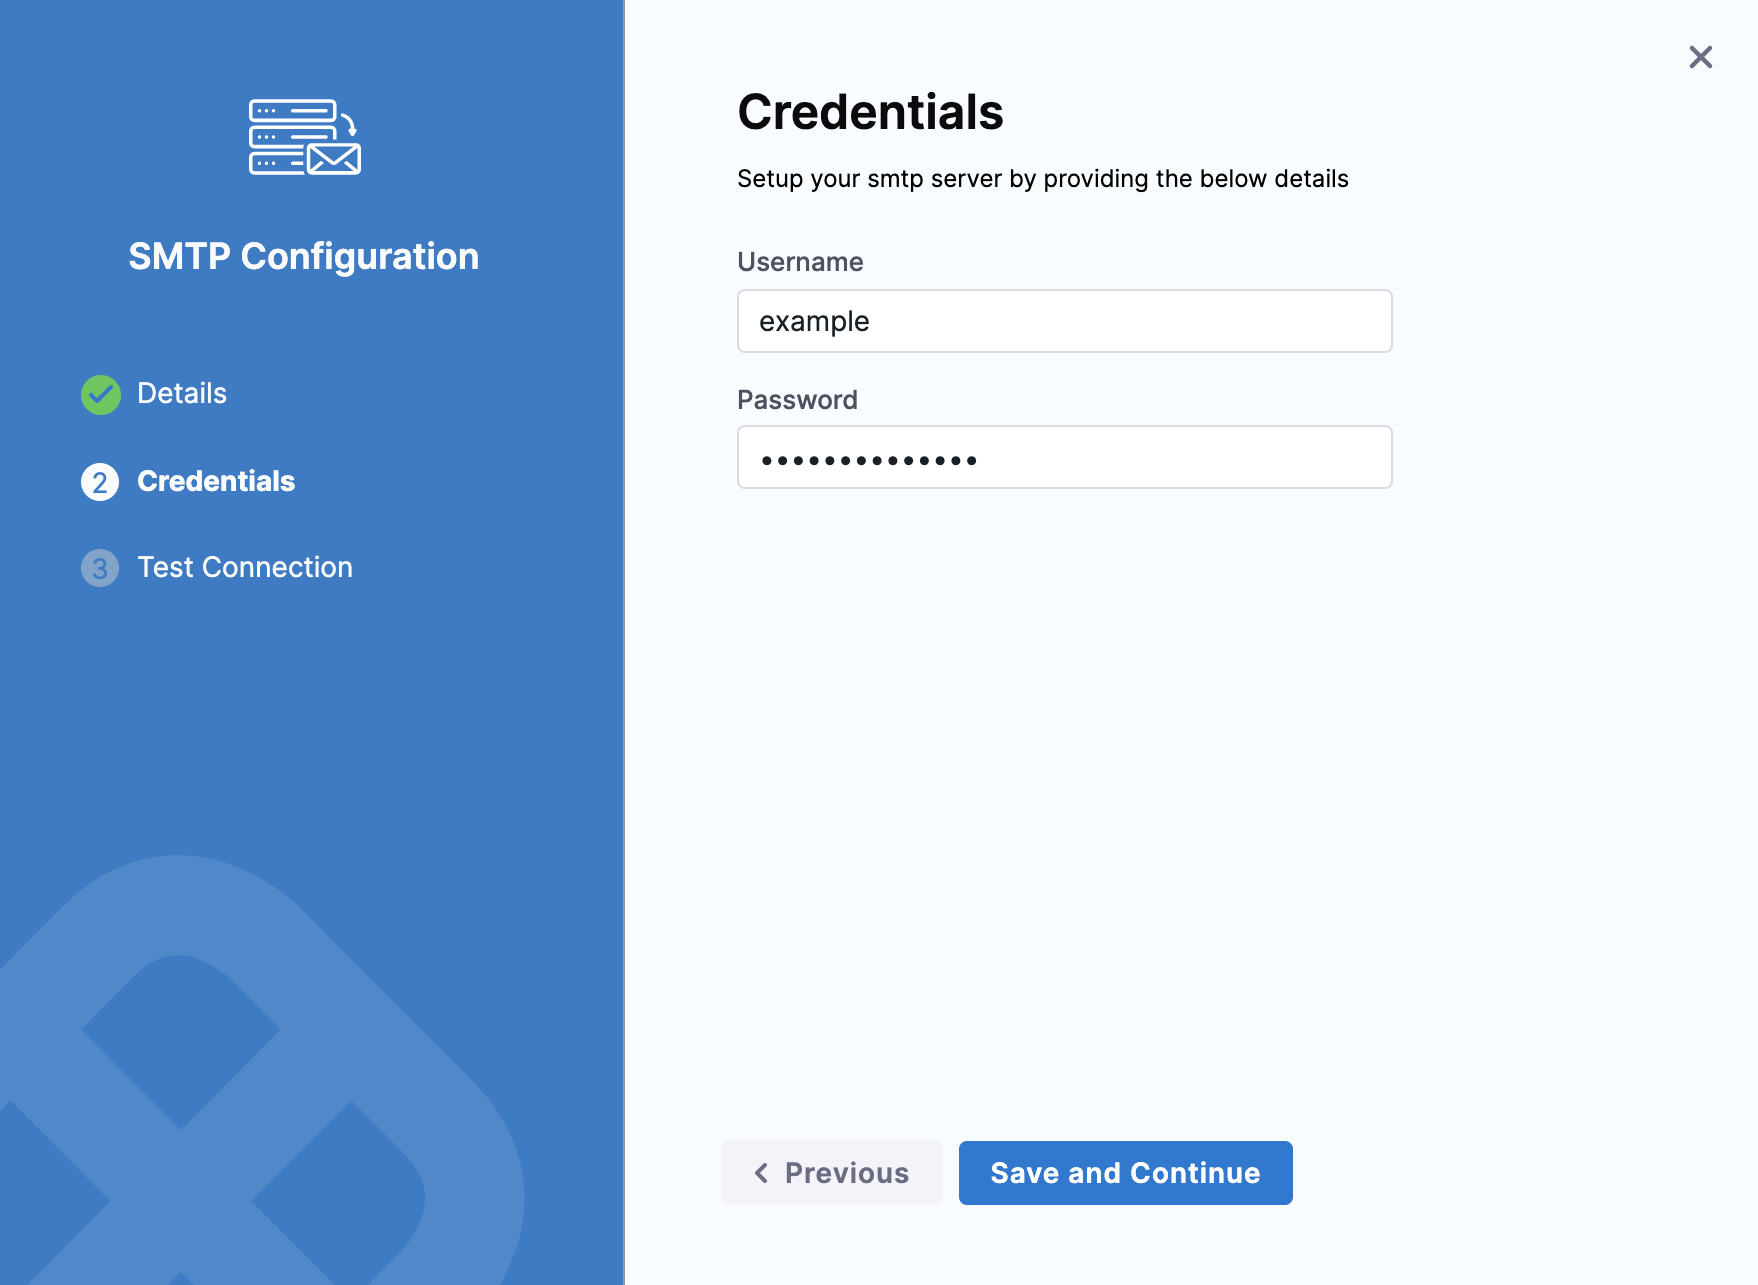 SMTP Configuration
Details
2 Credentials
3 Test Connection
Credentials
Setup your smtp server by providing the below details
Username
example
Password
••••••••••••••
Previous
Save and Continue